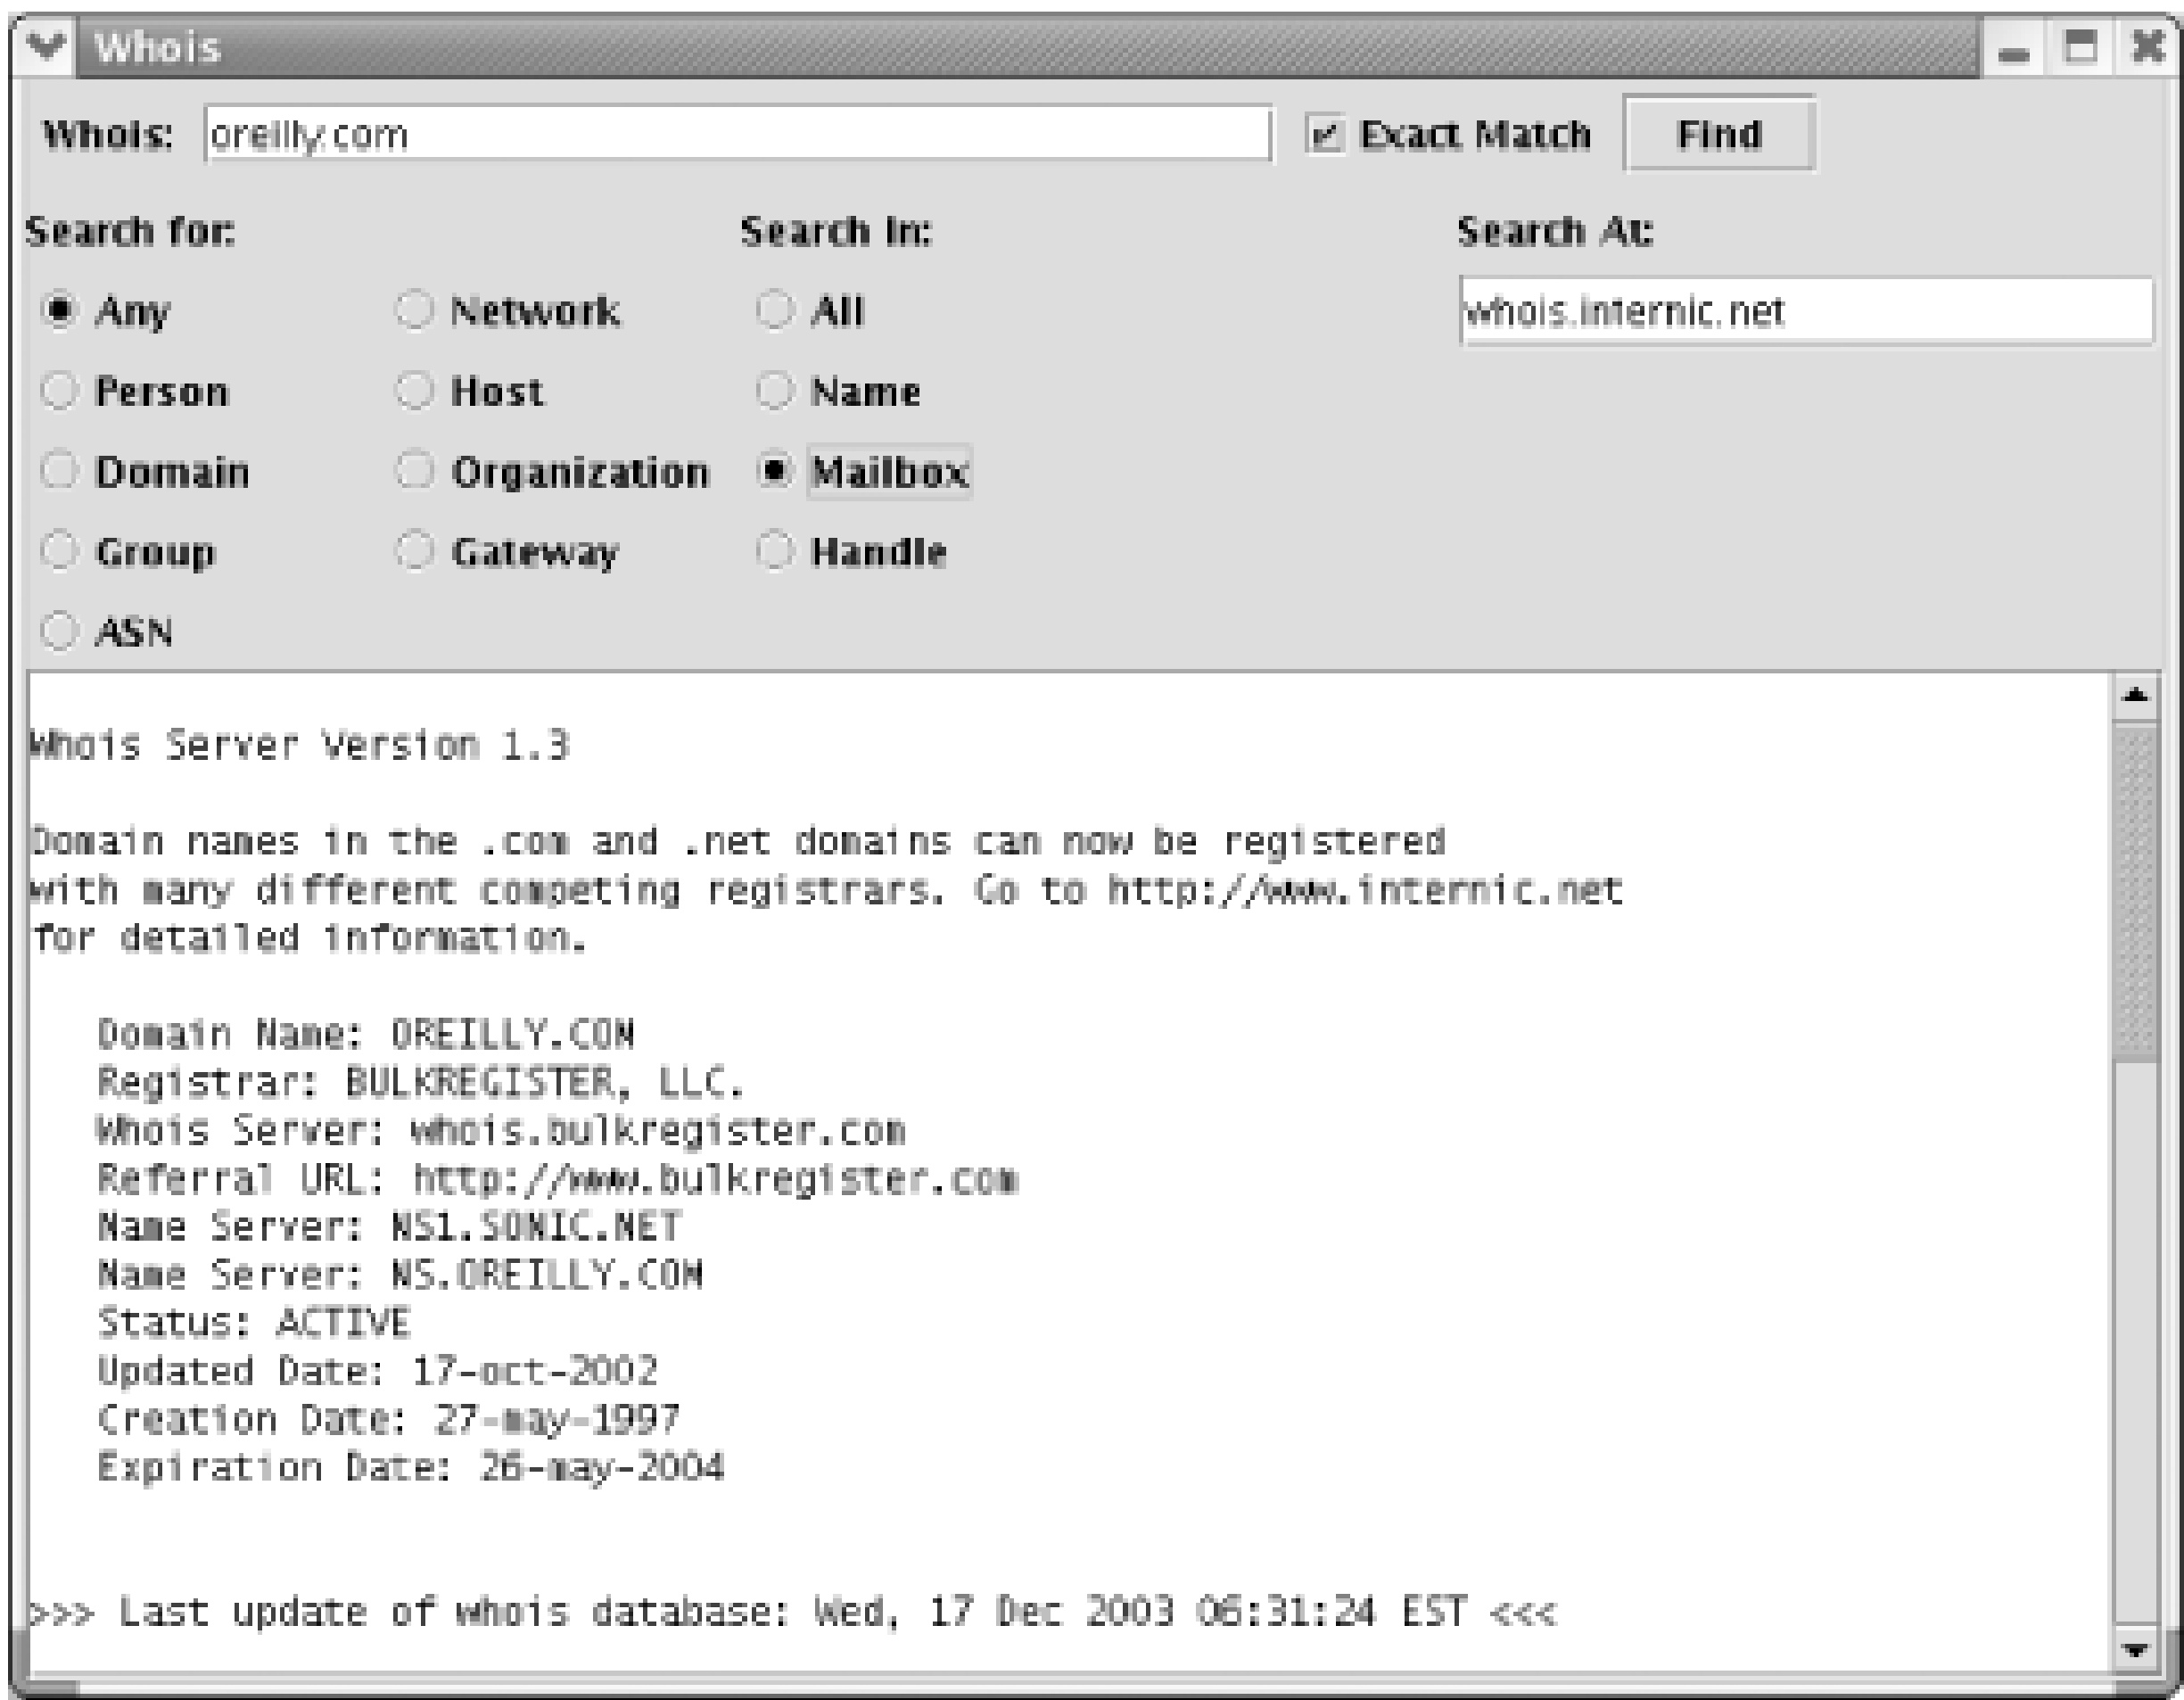 Whois
Whois: oreilly.com Exact Match Find
Search for: Search In: Search At:
Any Network All whois.internic.net
Person Host Name
Domain Organization Mailbox
Group Gateway Handle
ASN
Whois Server Version 1.3
Domain names in the .com and .net domains can now be registered
with many different competing registrars. Go to http://www.internic.net
for detailed information.
Domain Name: OREILLY.COM
Registrar: BULKREGISTER, LLC.
Whois Server: whois.bulkregister.com
Referral URL: http://www.bulkregister.com
Name Server: NS1.SONIC.NET
Name Server: NS.OREILLY.COM
Status: ACTIVE
Updated Date: 17-oct-2002
Creation Date: 27-may-1997
Expiration Date: 26-may-2004
>>> Last update of whois database: Wed, 17 Dec 2003 06:31:24 EST <<<